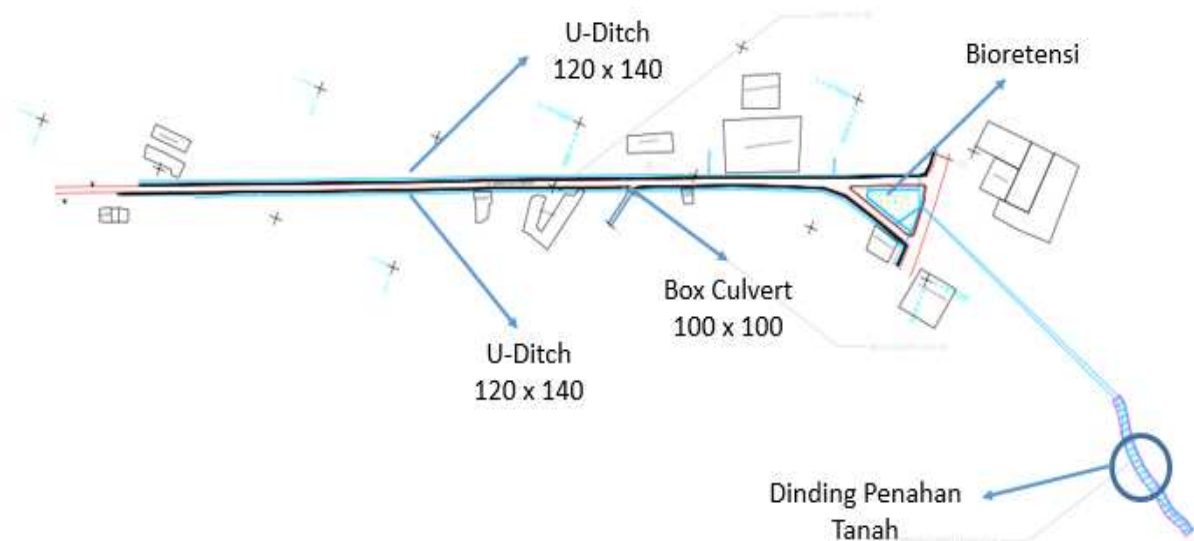 U-Ditch
120 x 140
Bioretensi
Box Culvert
100 x 100
U-Ditch
120 x 140
Dinding Penahan
Tanah